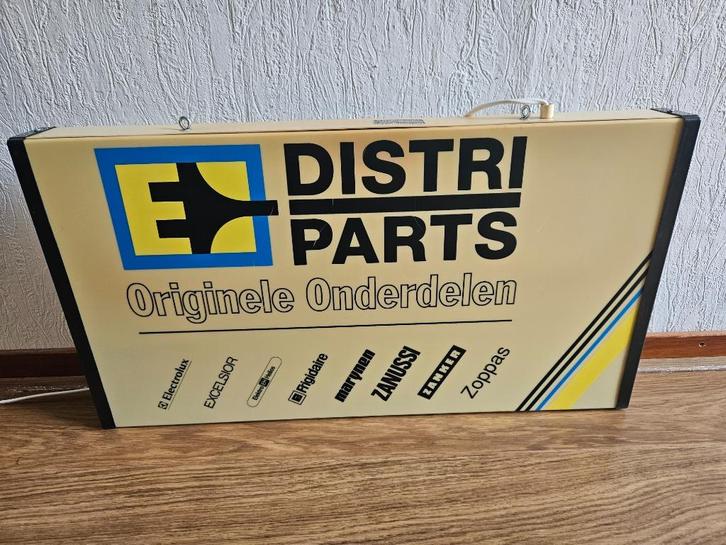 DISTRI
PARTS
Originele Onderdelen
Electrolux
EXCELSIOR
Frigidaire
marynen
ZANUSSI
ZANKER
Zoppas